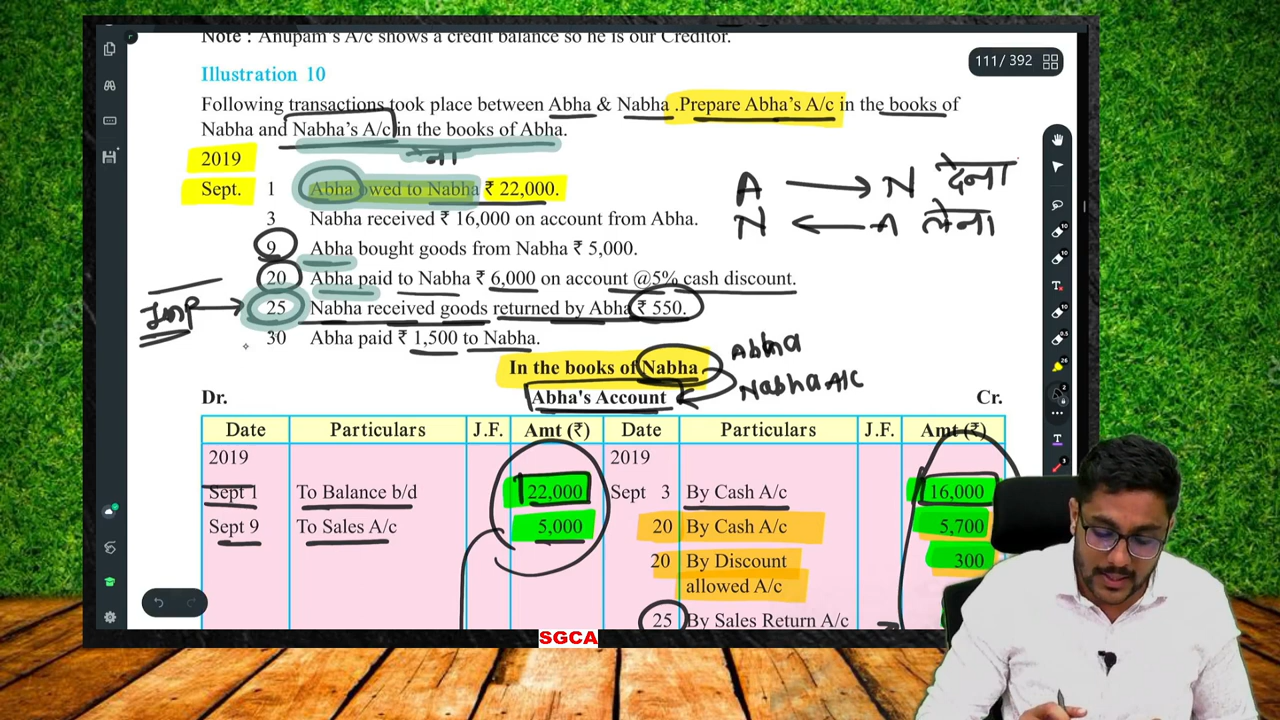 Note : Anupam's A/c shows a credit balance so he is our Creditor.
111/ 392
Illustration 10
Following transactions took place between Abha & Nabha .Prepare Abha's A/c in the books of
Nabha and Nabha's A/c in the books of Abha.
2019
Sept. 1 Abha owed to Nabha ₹ 22,000.
3 Nabha received ₹ 16,000 on account from Abha.
9 Abha bought goods from Nabha ₹ 5,000.
20 Abha paid to Nabha ₹ 6,000 on account @5% cash discount.
25 Nabha received goods returned by Abha ₹ 550.
30 Abha paid ₹ 1,500 to Nabha.
A → N देना
N ← A लेना
Imp
In the books of Nabha
Abha
Nabha A/C
Dr. Abha's Account Cr.
Date Particulars J.F. Amt (₹) Date Particulars J.F. Amt (₹)
2019 2019
Sept 1 To Balance b/d 22,000 Sept 3 By Cash A/c 16,000
Sept 9 To Sales A/c 5,000 20 By Cash A/c 5,700
20 By Discount 300
allowed A/c
25 By Sales Return A/c
SGCA